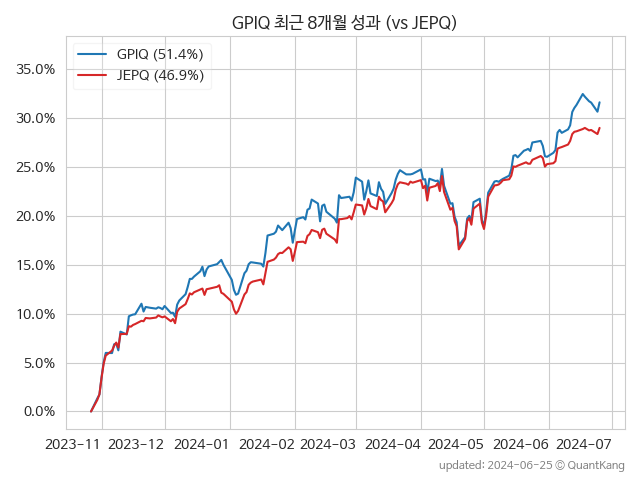 GPIQ 최근 8개월 성과 (vs JEPQ)
GPIQ (51.4%)
JEPQ (46.9%)
35.0%
30.0%
25.0%
20.0%
15.0%
10.0%
5.0%
0.0%
2023-11 2023-12 2024-01 2024-02 2024-03 2024-04 2024-05 2024-06 2024-07
updated: 2024-06-25 © QuantKang